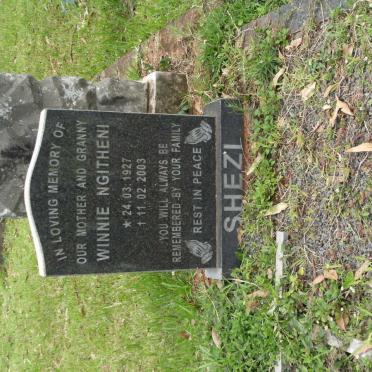 IN LOVING MEMORY OF
OUR MOTHER AND GRANNY
WINNIE NGITHENI
* 24.03.1927
† 11.02.2003
YOU WILL ALWAYS BE
REMEMBERED BY YOUR FAMILY
REST IN PEACE
SHEZI